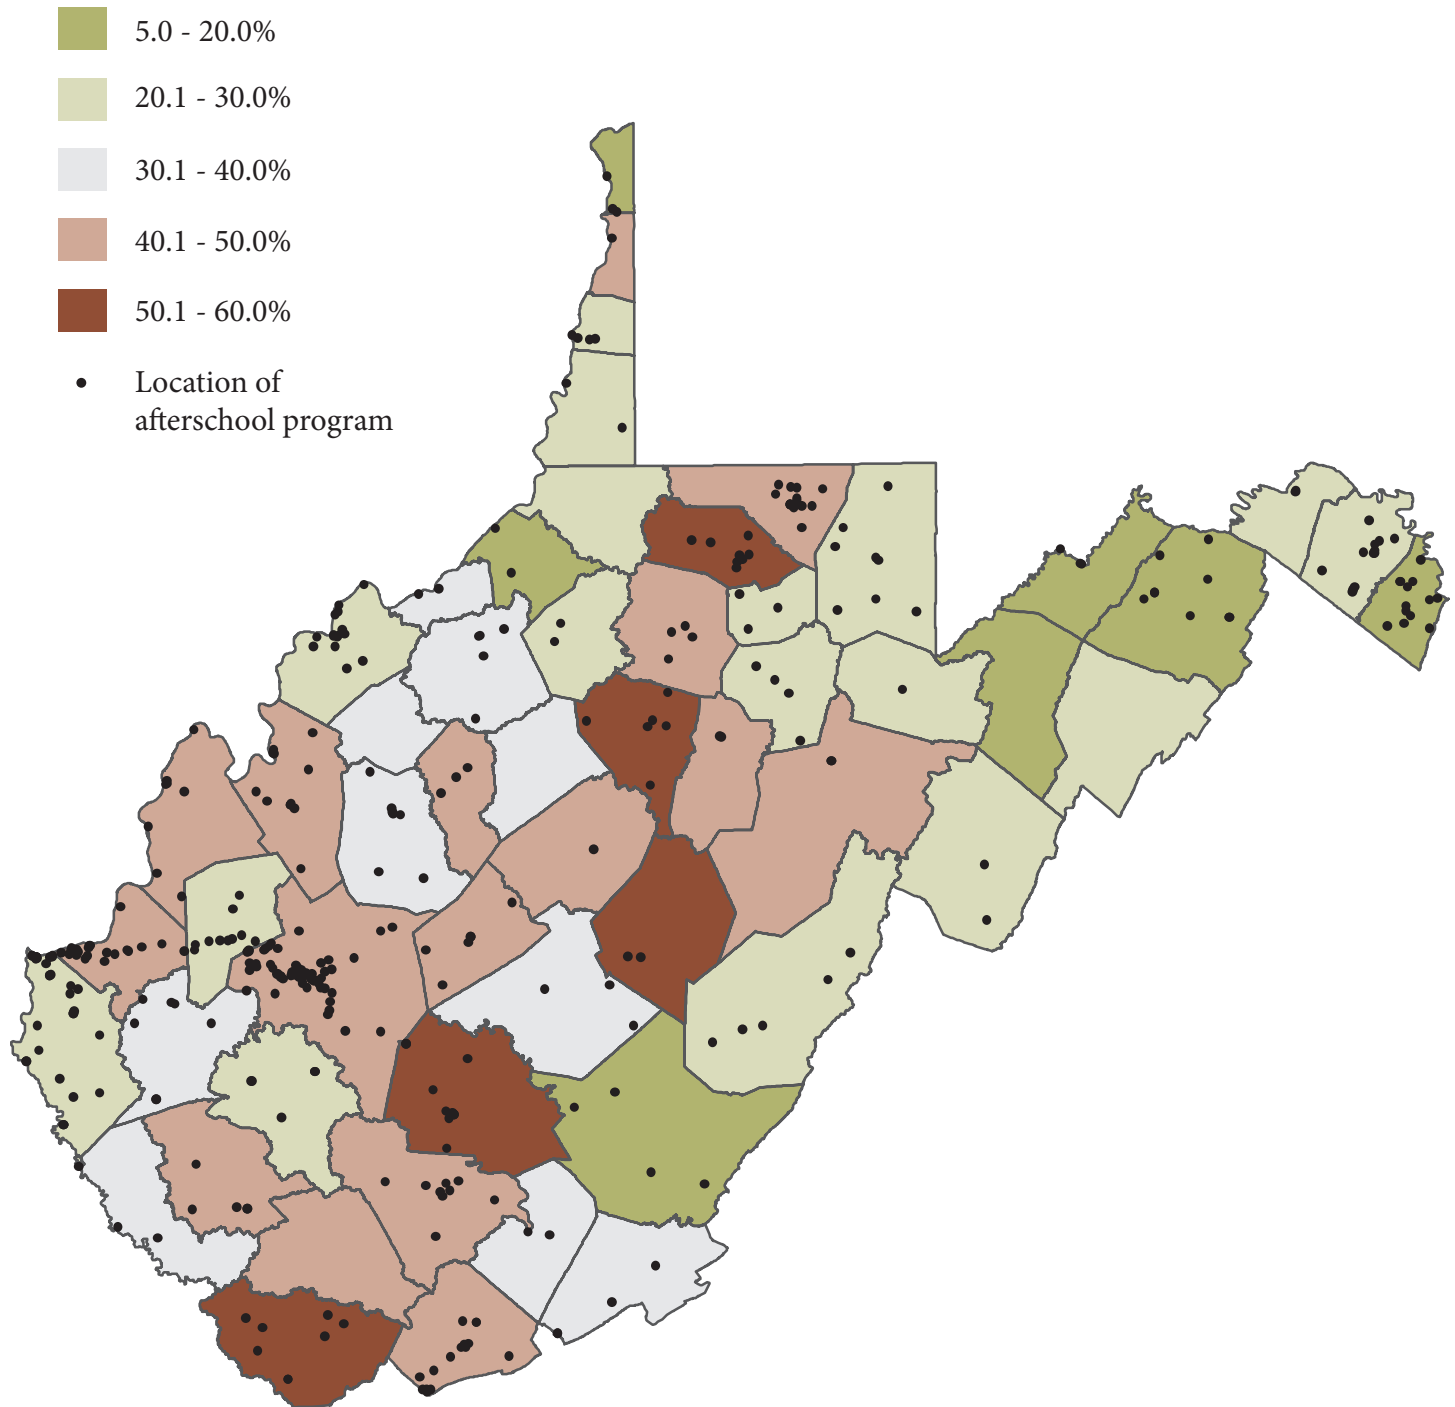 5.0 - 20.0%
20.1 - 30.0%
30.1 - 40.0%
40.1 - 50.0%
50.1 - 60.0%
Location of
afterschool program